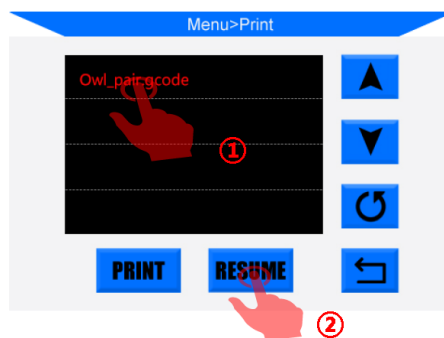 Menu>Print
Owl_pair.gcode
①
PRINT
RESUME
②